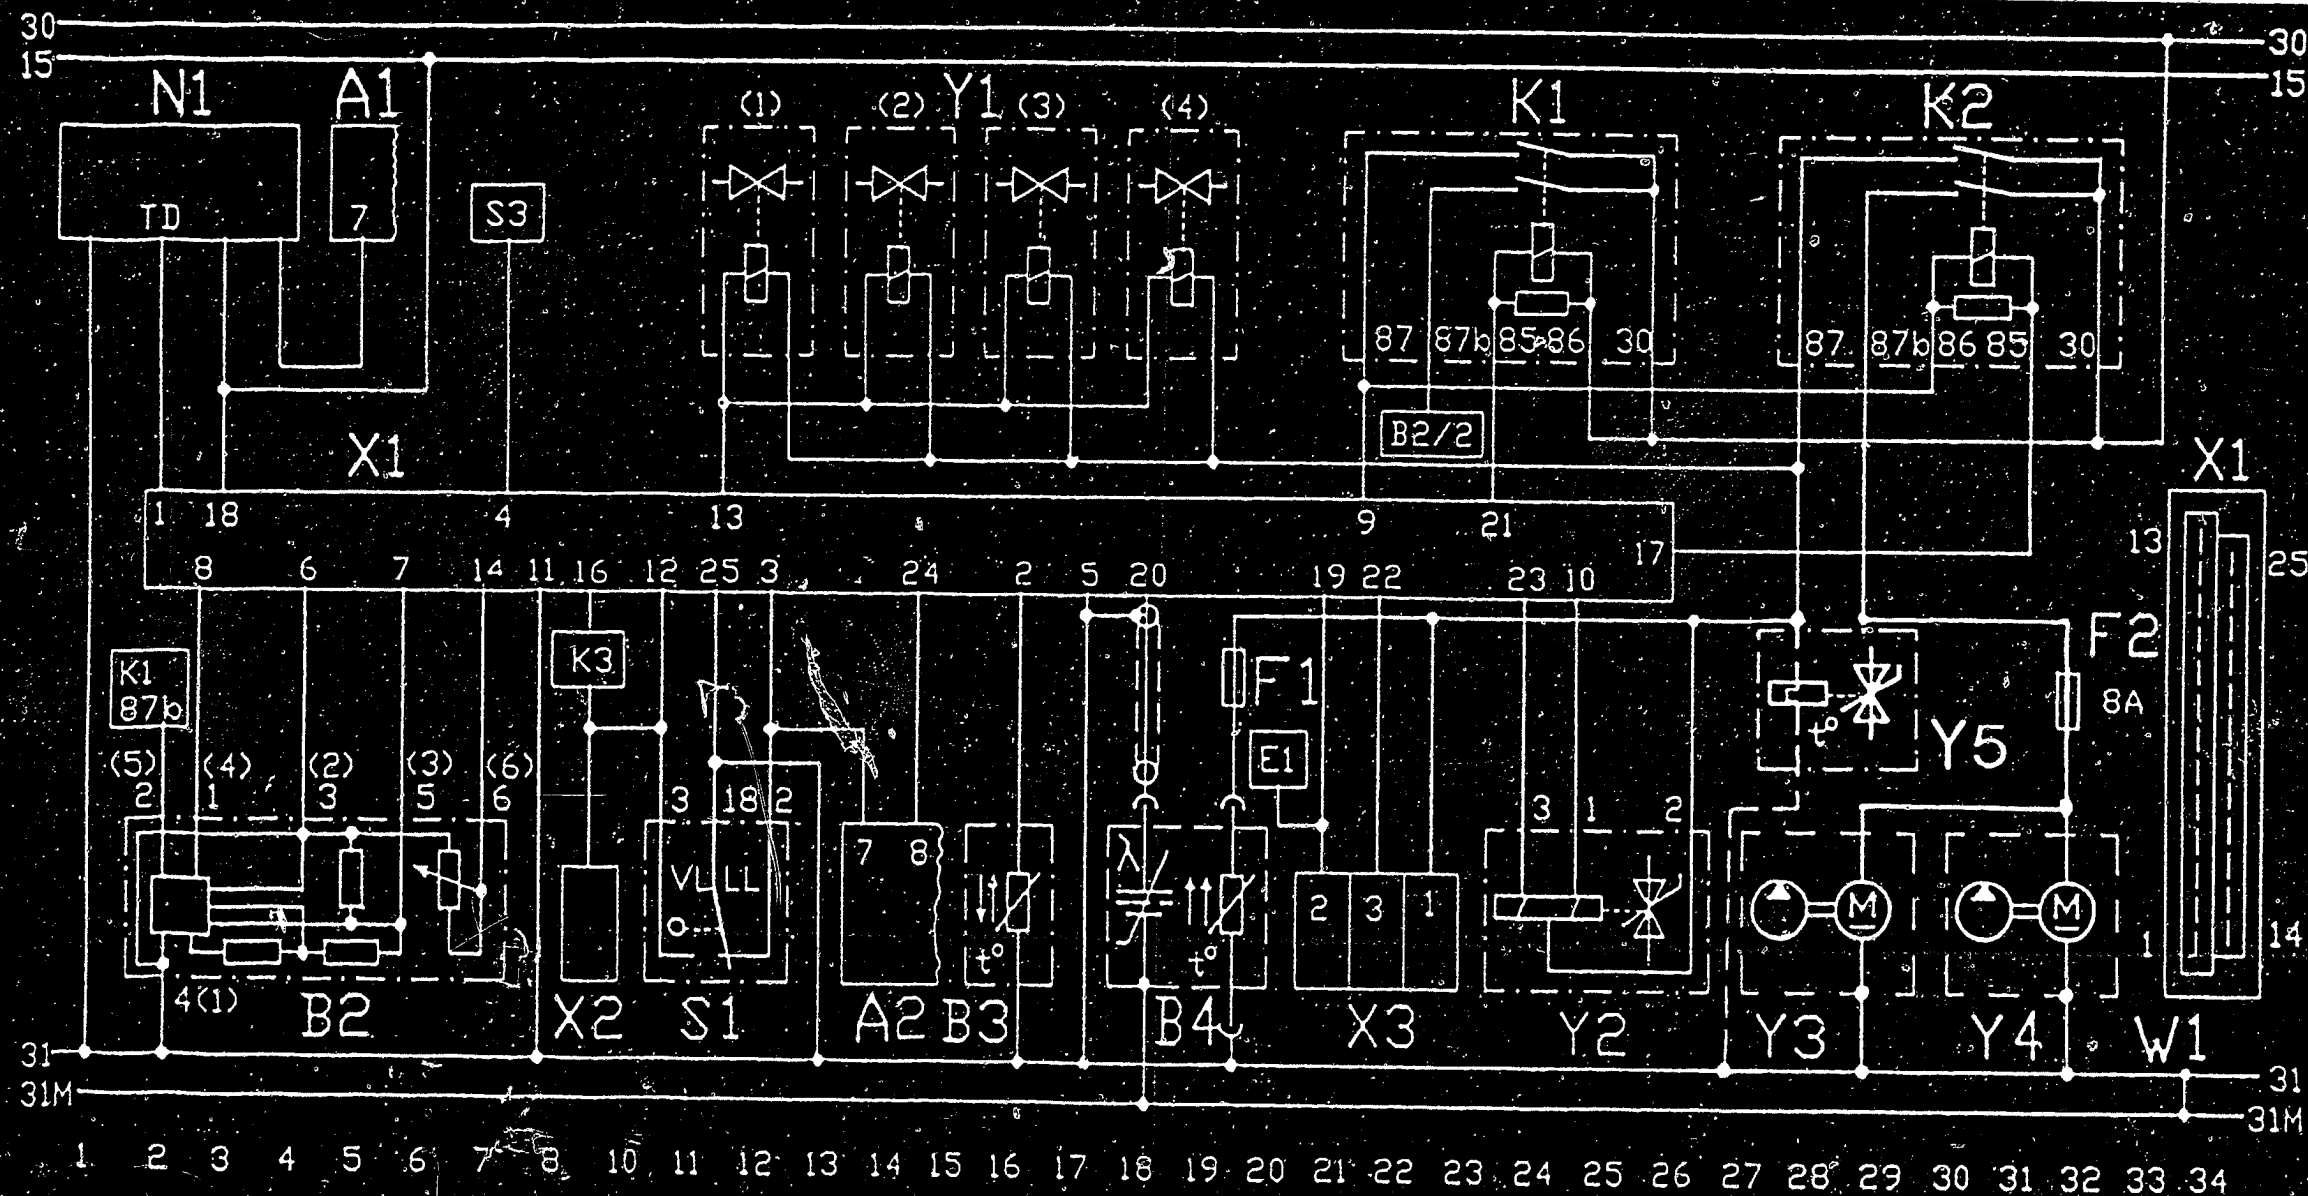 30 30
15 15
N1 A1 Y1 K1 K2
(1) (2) (3) (4)
TD 7 S3
87 87b 85 86 30 87 87b 86 85 30
B2/2
X1 X1
1 18 4 13 9 21
17 13 25
8 6 7 14 11 16 12 25 3 24 2 5 20 19 22 23 10
K1
87b
K3
F1 F2
8A
E1
t°
Y5
(5) (4) (2) (3) (6)
2 1 3 5 6
3 18 2
3 1 2
7 8
λ
VL LL
2 3 1
M M
t° t°
1 14
4(1)
B2 X2 S1 A2 B3 B4 X3 Y2 Y3 Y4 W1
31 31
31M 31M
1 2 3 4 5 6 7 8 10 11 12 13 14 15 16 17 18 19 20 21 22 23 24 25 26 27 28 29 30 31 32 33 34